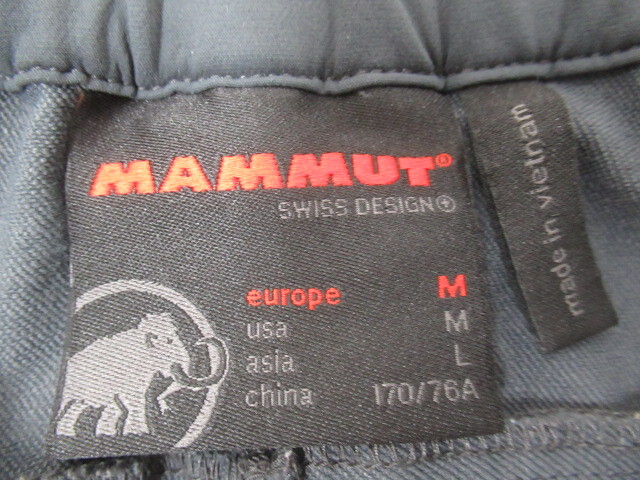 MAMMUT®
SWISS DESIGN
europe M
usa M
asia L
china 170/76A
made in vietnam